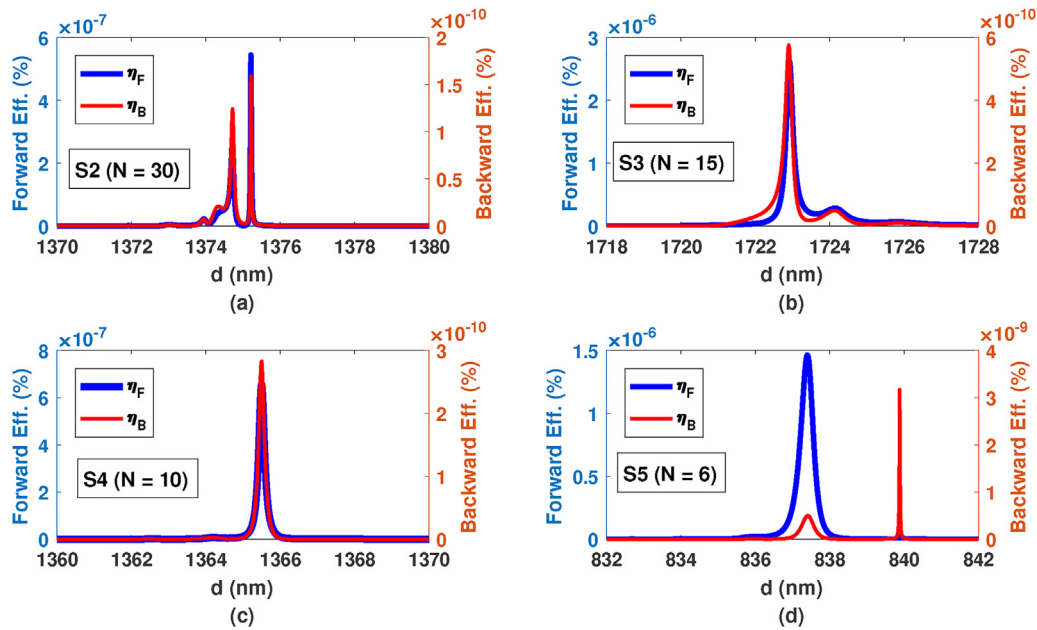 ×10⁻⁷ ×10⁻¹⁰
6 2
4 1.5
1
2 0.5
0 0
Forward Eff. (%)
Backward Eff. (%)
η_F
η_B
S2 (N = 30)
1370 1372 1374 1376 1378 1380
d (nm)
(a)
×10⁻⁶ ×10⁻¹⁰
3 6
2 4
1 2
0 0
Forward Eff. (%)
Backward Eff. (%)
η_F
η_B
S3 (N = 15)
1718 1720 1722 1724 1726 1728
d (nm)
(b)
×10⁻⁷ ×10⁻¹⁰
8 3
6
2
4
1
2
0 0
Forward Eff. (%)
Backward Eff. (%)
η_F
η_B
S4 (N = 10)
1360 1362 1364 1366 1368 1370
d (nm)
(c)
×10⁻⁶ ×10⁻⁹
1.5 4
3
1
2
0.5
1
0 0
Forward Eff. (%)
Backward Eff. (%)
η_F
η_B
S5 (N = 6)
832 834 836 838 840 842
d (nm)
(d)